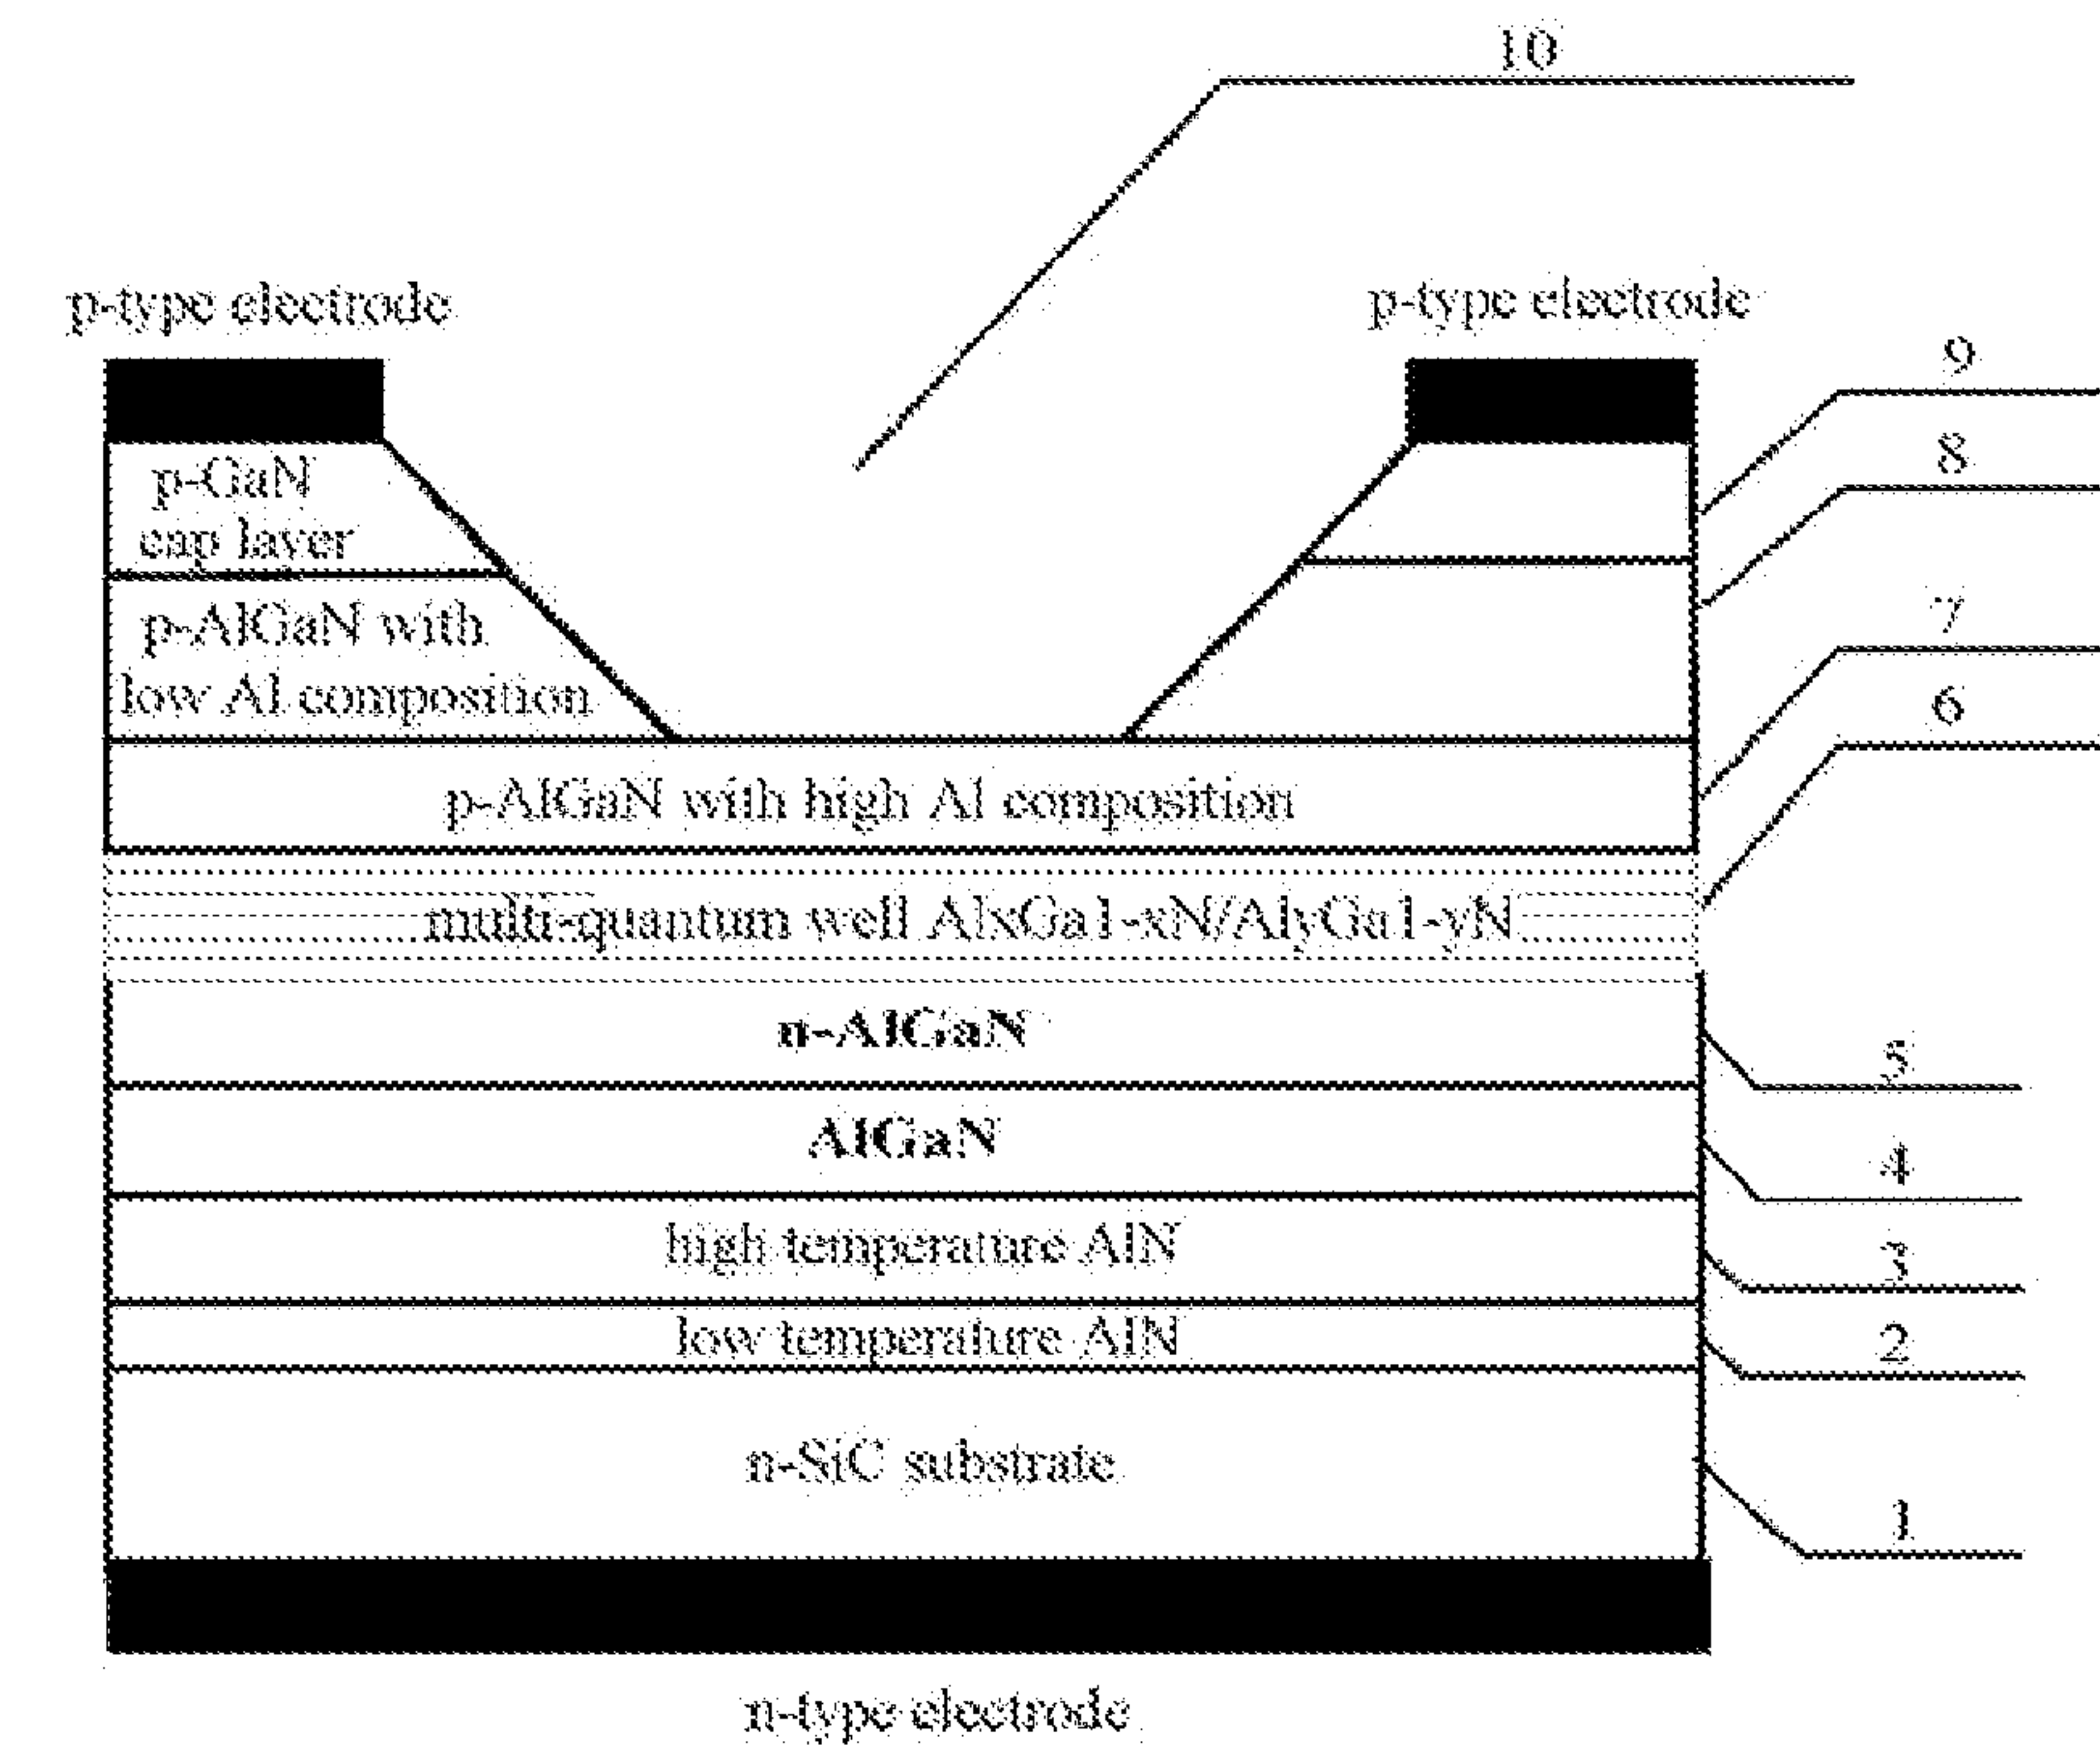 10
p-type electrode
p-type electrode
9
p-GaN
cap layer
8
p-AlGaN with
low Al composition
7
6
p-AlGaN with high Al composition
multi-quantum well AlxGa1-xN/AlyGa1-yN
n-AlGaN
5
AlGaN
4
high temperature AlN
3
low temperature AlN
2
n-SiC substrate
1
n-type electrode